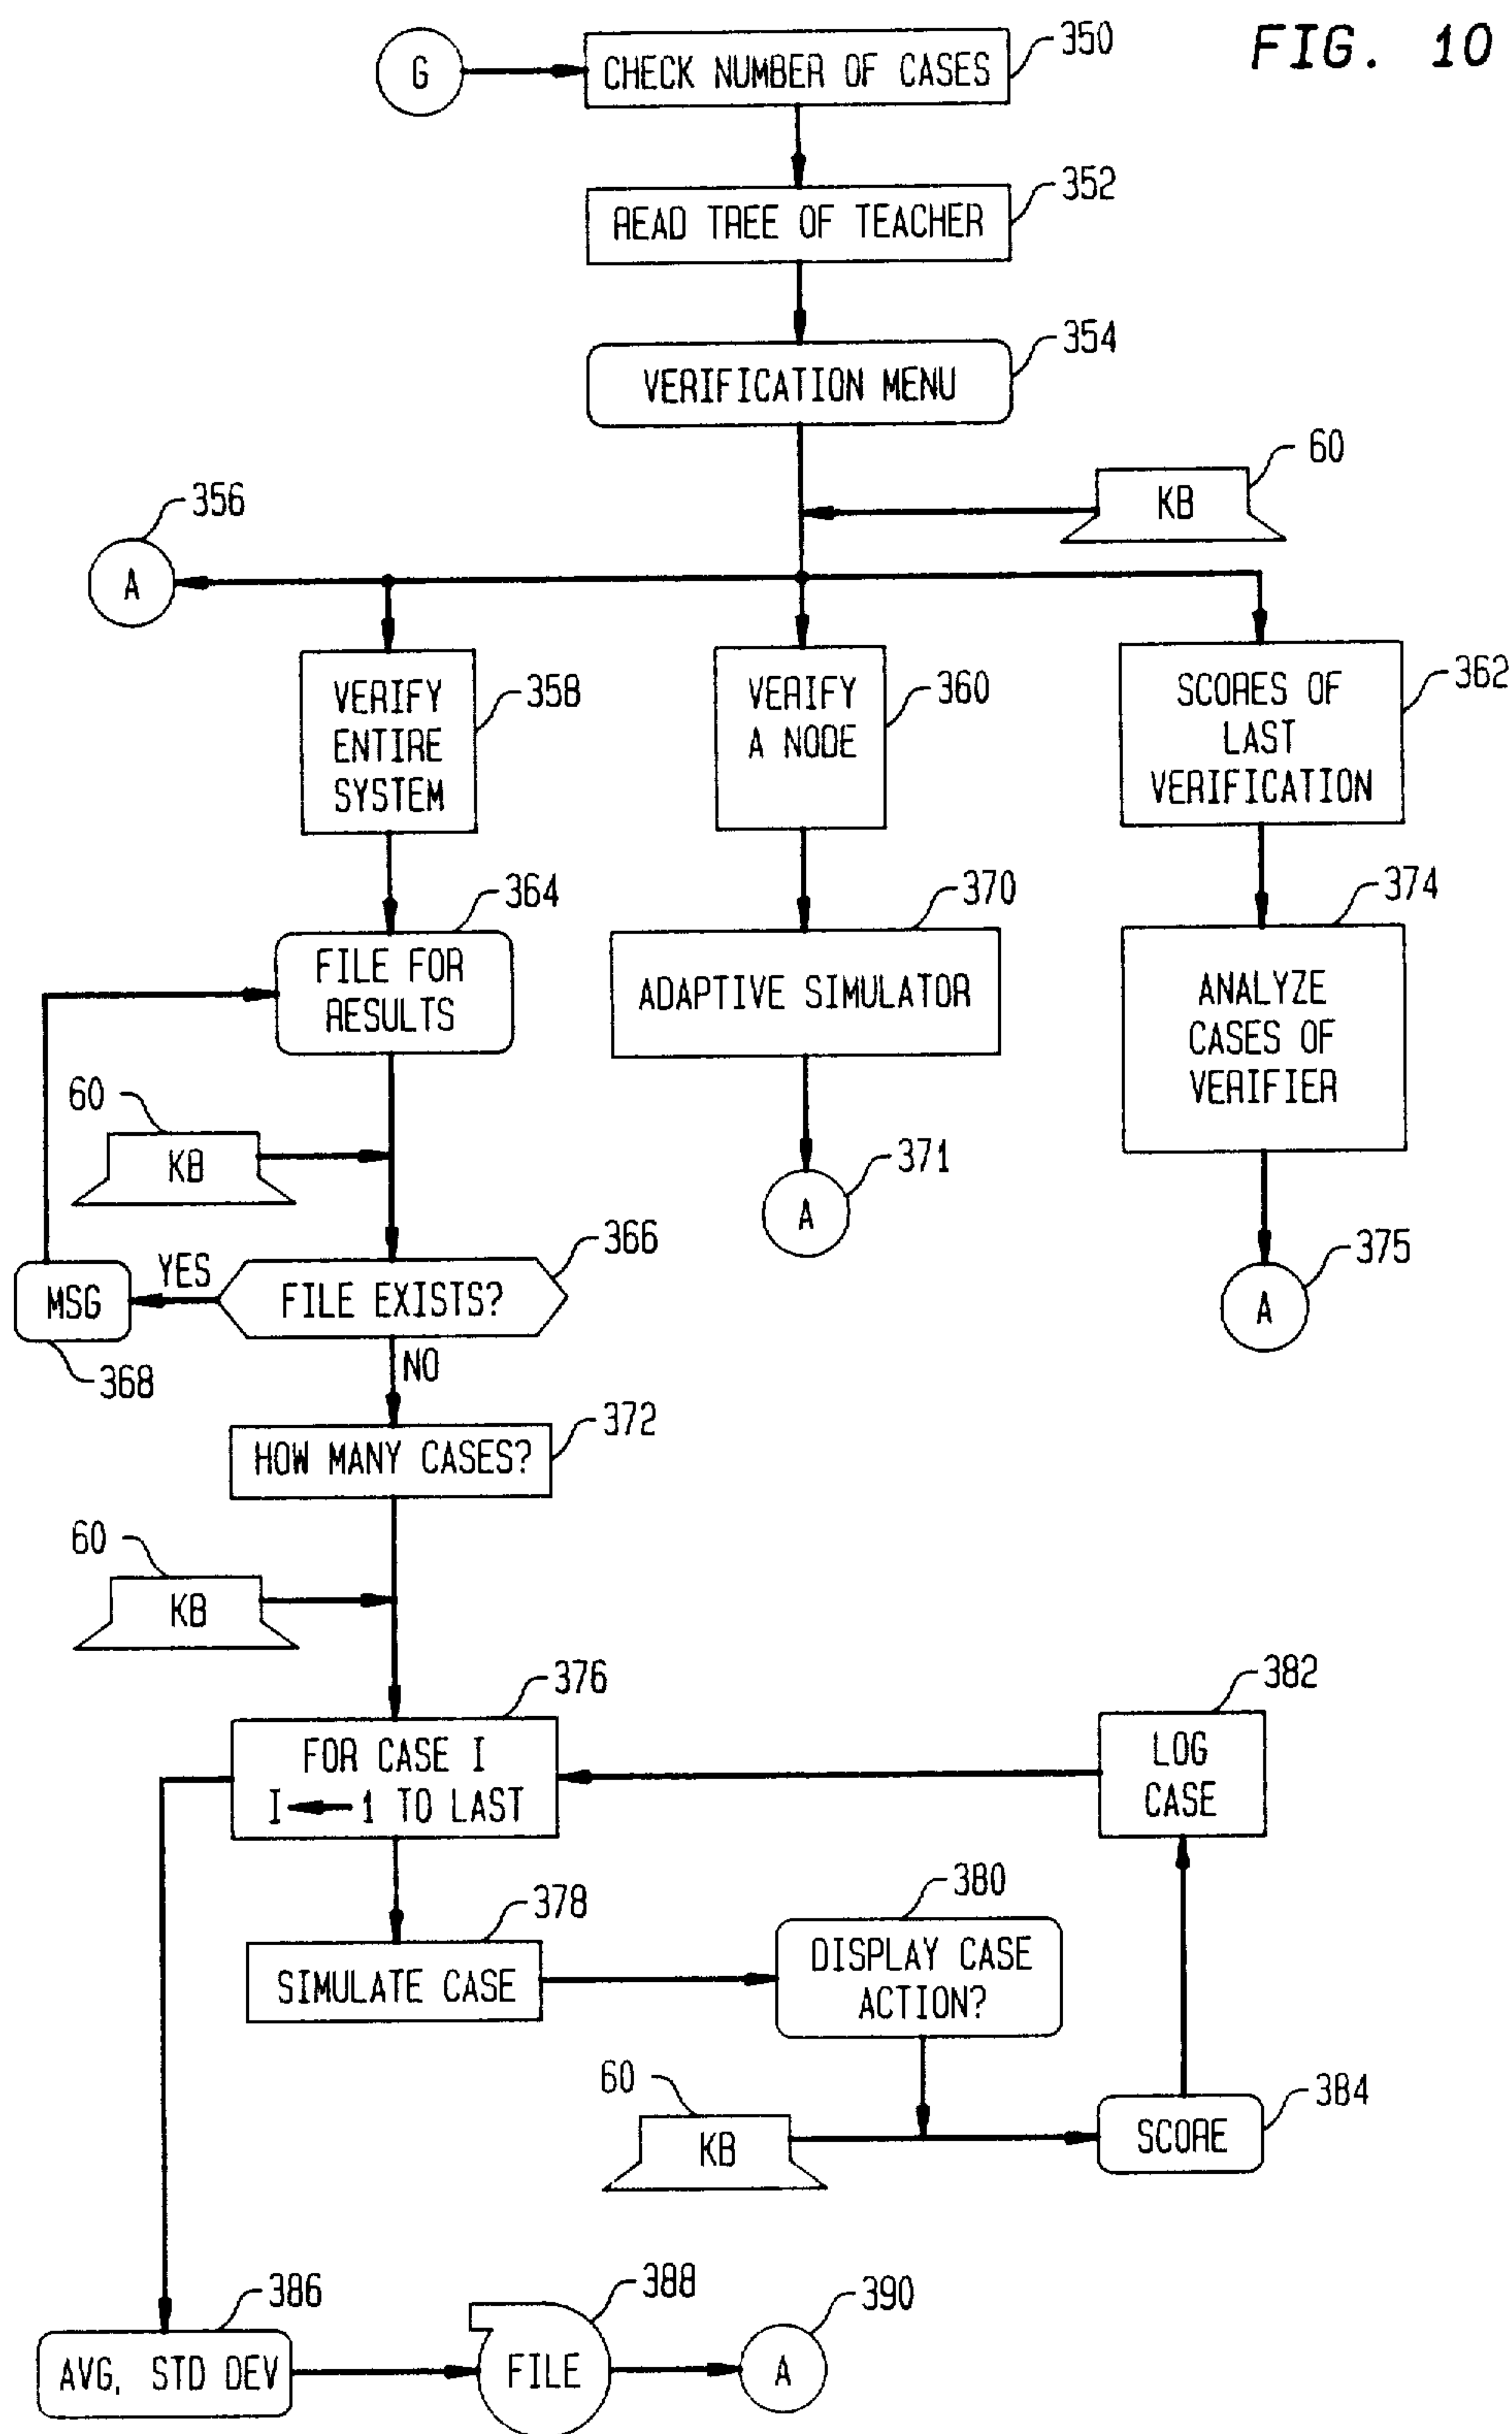 FIG. 10
G
CHECK NUMBER OF CASES
350
READ TREE OF TEACHER
352
VERIFICATION MENU
354
60
KB
356
A
VERIFY
ENTIRE
SYSTEM
358
VERIFY
A NODE
360
SCORES OF
LAST
VERIFICATION
362
FILE FOR
RESULTS
364
ADAPTIVE SIMULATOR
370
ANALYZE
CASES OF
VERIFIER
374
60
KB
A
371
A
375
MSG
368
YES
FILE EXISTS?
366
NO
HOW MANY CASES?
372
60
KB
FOR CASE I
I ← 1 TO LAST
376
LOG
CASE
382
SIMULATE CASE
378
DISPLAY CASE
ACTION?
380
60
KB
SCORE
384
AVG, STD DEV
386
FILE
388
A
390